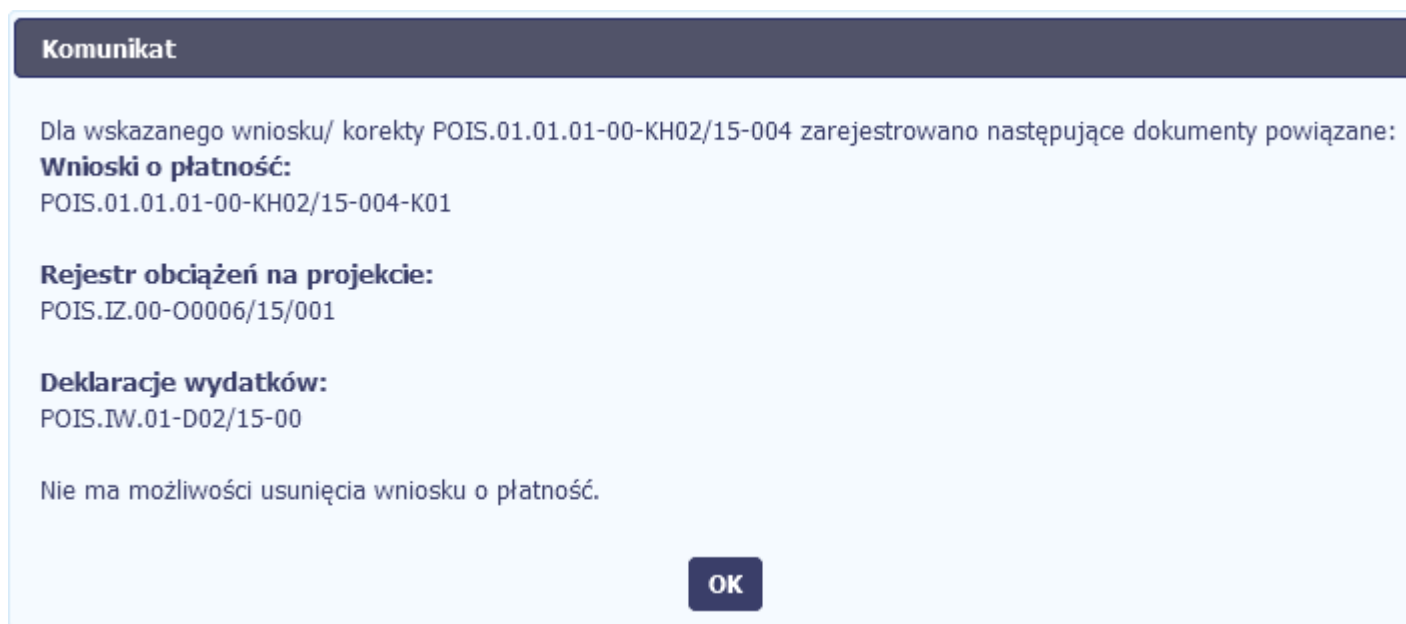 Komunikat
Dla wskazanego wniosku/ korekty POIS.01.01.01-00-KH02/15-004 zarejestrowano następujące dokumenty powiązane:
Wnioski o płatność:
POIS.01.01.01-00-KH02/15-004-K01
Rejestr obciążeń na projekcie:
POIS.IZ.00-O0006/15/001
Deklaracje wydatków:
POIS.IW.01-D02/15-00
Nie ma możliwości usunięcia wniosku o płatność.
OK